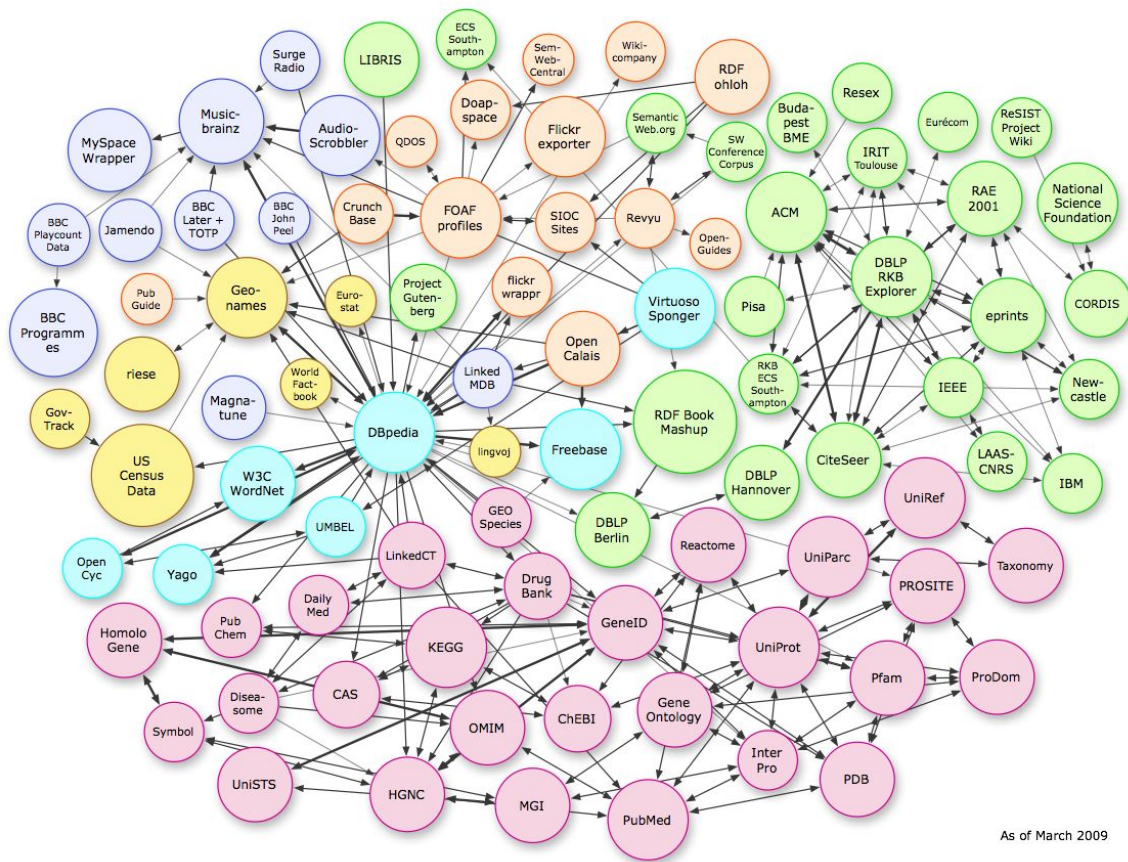 Surge
Radio
LIBRIS
ECS
South-
ampton
Sem-
Web-
Central
Wiki-
company
RDF
ohloh
Resex
Buda-
pest
BME
Eurécom
ReSIST
Project
Wiki
Music-
brainz
MySpace
Wrapper
Audio-
Scrobbler
QDOS
Doap-
space
Flickr
exporter
Semantic
Web.org
SW
Conference
Corpus
IRIT
Toulouse
RAE
2001
National
Science
Foundation
ACM
BBC
Playcount
Data
Jamendo
BBC
Later +
TOTP
BBC
John
Peel
Crunch
Base
FOAF
profiles
SIOC
Sites
Revyu
Open-
Guides
DBLP
RKB
Explorer
Pub
Guide
Geo-
names
Euro-
stat
Project
Guten-
berg
flickr
wrappr
Virtuoso
Sponger
Pisa
eprints
CORDIS
BBC
Programm
es
riese
World
Fact-
book
Linked
MDB
Open
Calais
RKB
ECS
South-
ampton
IEEE
New-
castle
Gov-
Track
Magna-
tune
DBpedia
RDF Book
Mashup
US
Census
Data
W3C
WordNet
lingvoj
Freebase
DBLP
Hannover
CiteSeer
LAAS-
CNRS
IBM
Open
Cyc
Yago
UMBEL
GEO
Species
DBLP
Berlin
UniRef
LinkedCT
Reactome
UniParc
Taxonomy
Daily
Med
Drug
Bank
PROSITE
Homolo
Gene
Pub
Chem
KEGG
GeneID
UniProt
Pfam
ProDom
Disea-
some
CAS
Symbol
OMIM
ChEBI
Gene
Ontology
Inter
Pro
PDB
UniSTS
HGNC
MGI
PubMed
As of March 2009